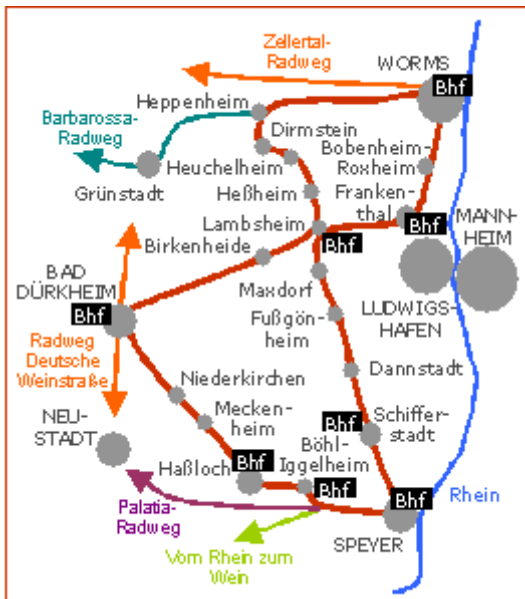 Zellertal-
Radweg
WORMS
Bhf
Heppenheim
Barbarossa-
Radweg
Dirmstein
Bobenheim-
Roxheim
Heuchelheim
Grünstadt
Heßheim
Franken-
thal
Bhf
MANN-
HEIM
Lambsheim
Bhf
Birkenheide
BAD
DÜRKHEIM
Bhf
Maxdorf
LUDWIGS-
HAFEN
Fußgön-
heim
Radweg
Deutsche
Weinstraße
Dannstadt
Niederkirchen
Mecken-
heim
NEU-
STADT
Bhf
Schiffer-
stadt
Böhl-
Iggelheim
Bhf
Haßloch
Bhf
Bhf
Rhein
Palatia-
Radweg
SPEYER
Vom Rhein zum
Wein